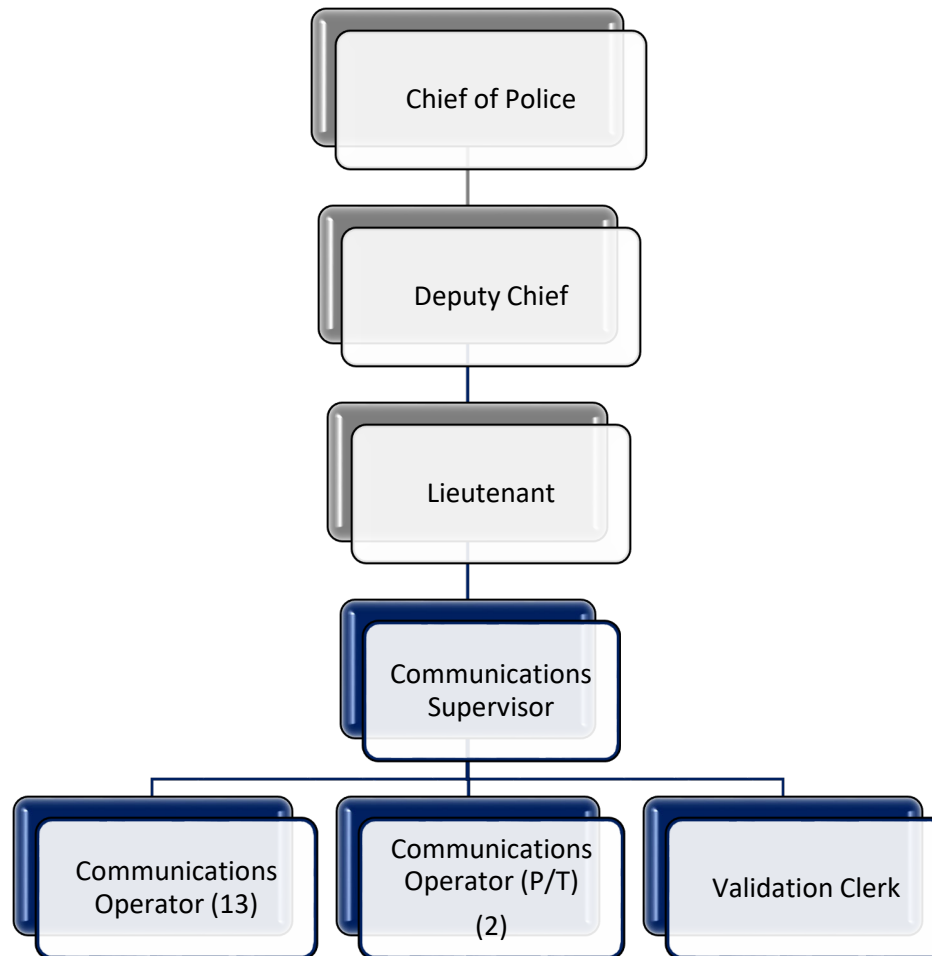 Chief of Police
Deputy Chief
Lieutenant
Communications
Supervisor
Communications
Operator (13)
Communications
Operator (P/T)
(2)
Validation Clerk